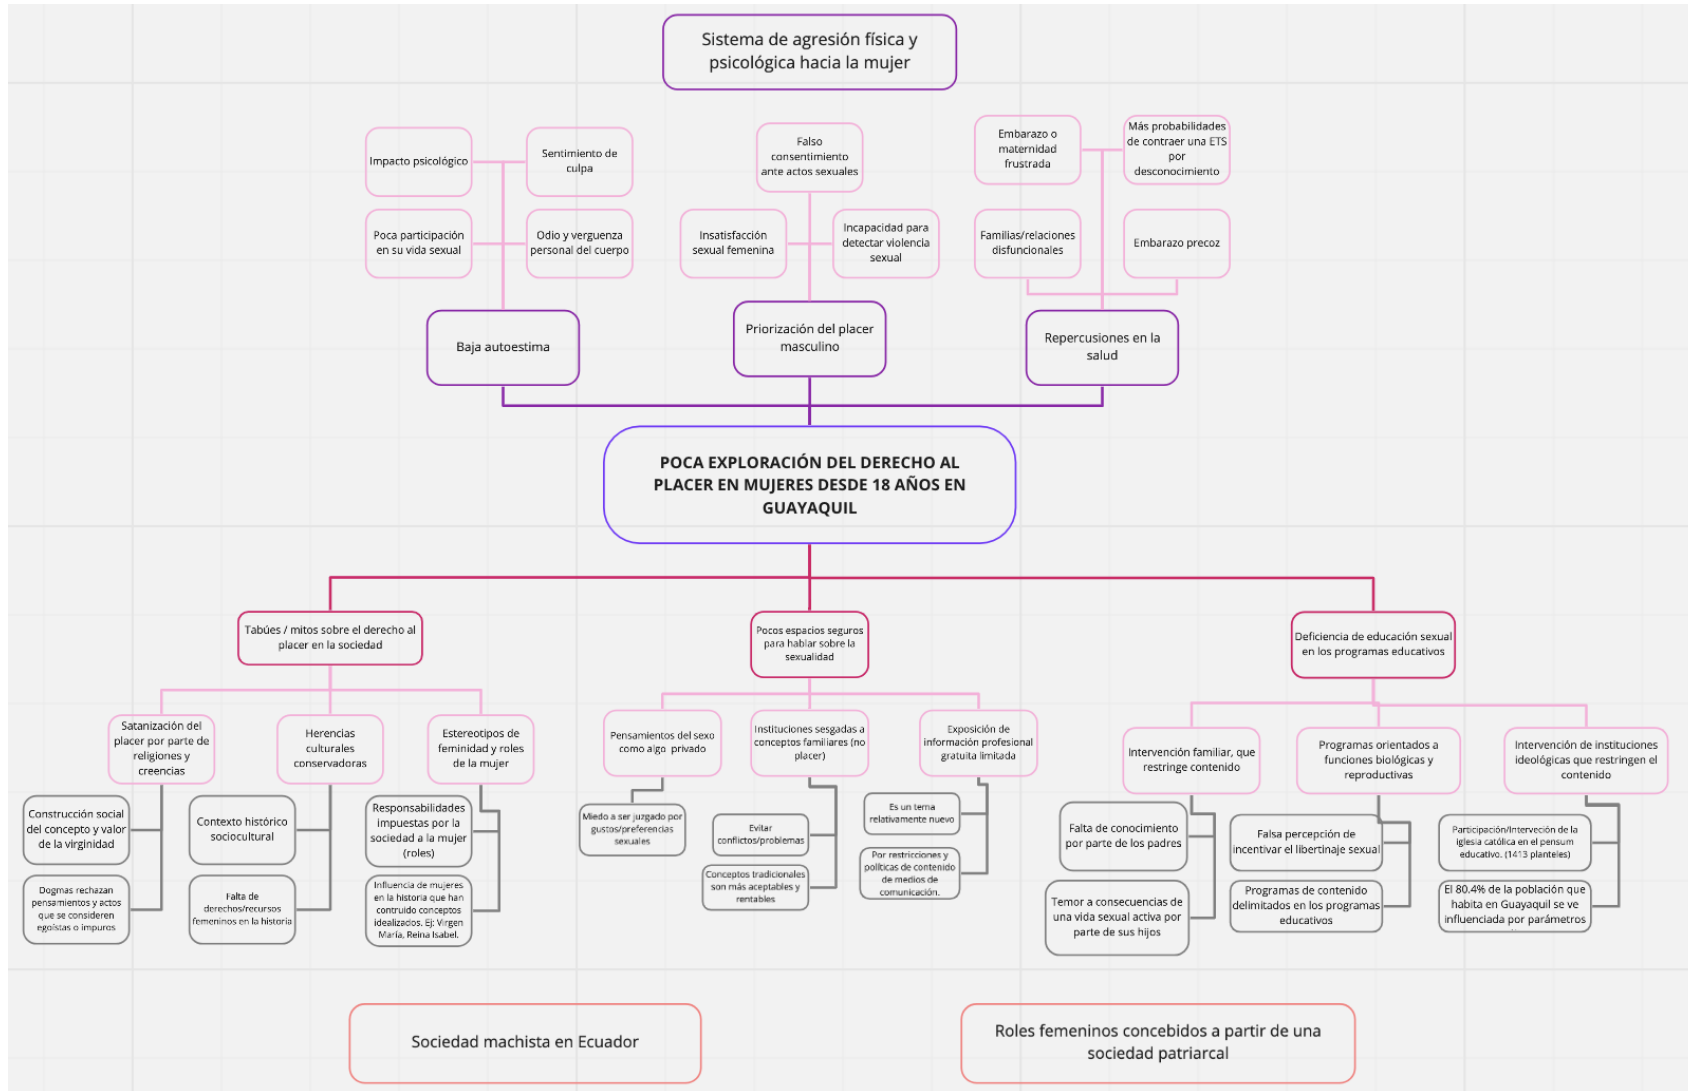 Sistema de agresión física y
psicológica hacia la mujer
Impacto psicológico
Sentimiento de
culpa
Poca participación
en su vida sexual
Odio y verguenza
personal del cuerpo
Falso
consentimiento
ante actos sexuales
Insatisfacción
sexual femenina
Incapacidad para
detectar violencia
sexual
Embarazo o
maternidad
frustrada
Más probabilidades
de contraer una ETS
por
desconocimiento
Familias/relaciones
disfuncionales
Embarazo precoz
Baja autoestima
Priorización del placer
masculino
Repercusiones en la
salud
POCA EXPLORACIÓN DEL DERECHO AL
PLACER EN MUJERES DESDE 18 AÑOS EN
GUAYAQUIL
Tabúes / mitos sobre el derecho al
placer en la sociedad
Pocos espacios seguros
para hablar sobre la
sexualidad
Deficiencia de educación sexual
en los programas educativos
Satanización del
placer por parte de
religiones y
creencias
Herencias
culturales
conservadoras
Estereotipos de
feminidad y roles
de la mujer
Pensamientos del sexo
como algo privado
Instituciones sesgadas a
conceptos familiares (no
placer)
Exposición de
información profesional
gratuita limitada
Intervención familiar, que
restringe contenido
Programas orientados a
funciones biológicas y
reproductivas
Intervención de instituciones
ideológicas que restringen el
contenido
Construcción social
del concepto y valor
de la virginidad
Dogmas rechazan
pensamientos y actos
que se consideren
egoístas o impuros
Contexto histórico
sociocultural
Falta de
derechos/recursos
femeninos en la historia
Responsabilidades
impuestas por la
sociedad a la mujer
(roles)
Influencia de mujeres
en la historia que han
contruido conceptos
idealizados. Ej: Virgen
María, Reina Isabel.
Miedo a ser juzgado por
gustos/preferencias
sexuales
Evitar
conflictos/problemas
Conceptos tradicionales
son más aceptables y
rentables
Es un tema
relativamente nuevo
Por restricciones y
políticas de contenido
de medios de
comunicación.
Falta de conocimiento
por parte de los padres
Temor a consecuencias de
una vida sexual activa por
parte de sus hijos
Falsa percepción de
incentivar el libertinaje sexual
Programas de contenido
delimitados en los programas
educativos
Participación/Interveción de la
iglesia católica en el pensum
educativo. (1413 planteles)
El 80.4% de la población que
habita en Guayaquil se ve
influenciada por parámetros
Sociedad machista en Ecuador
Roles femeninos concebidos a partir de una
sociedad patriarcal